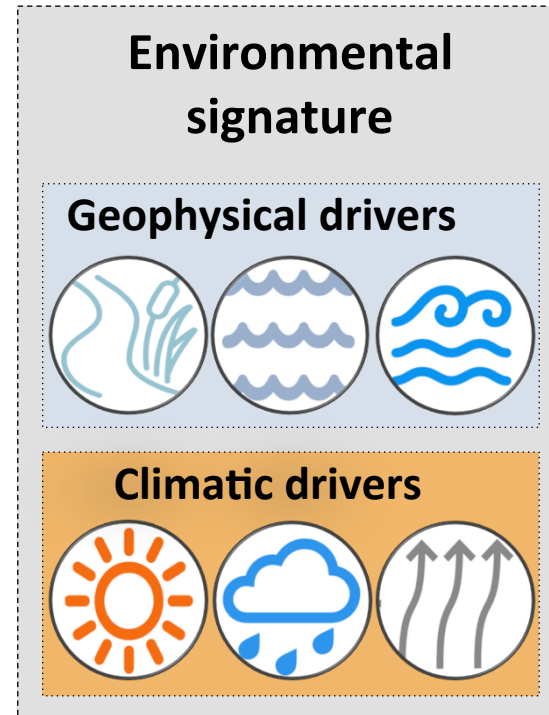 Environmental
signature
Geophysical drivers
Climatic drivers